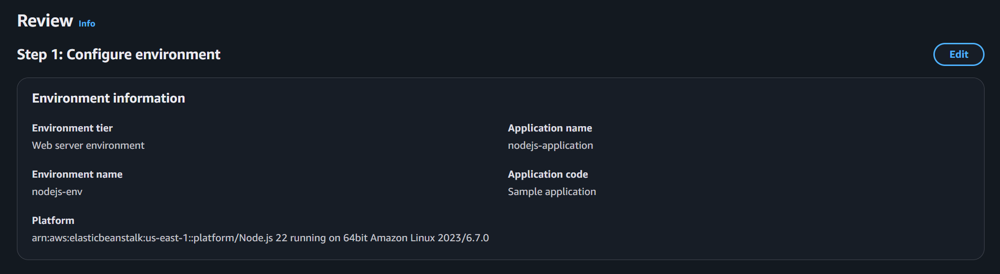 Review Info
Step 1: Configure environment
Edit
Environment information
Environment tier
Web server environment
Application name
nodejs-application
Environment name
nodejs-env
Application code
Sample application
Platform
arn:aws:elasticbeanstalk:us-east-1::platform/Node.js 22 running on 64bit Amazon Linux 2023/6.7.0